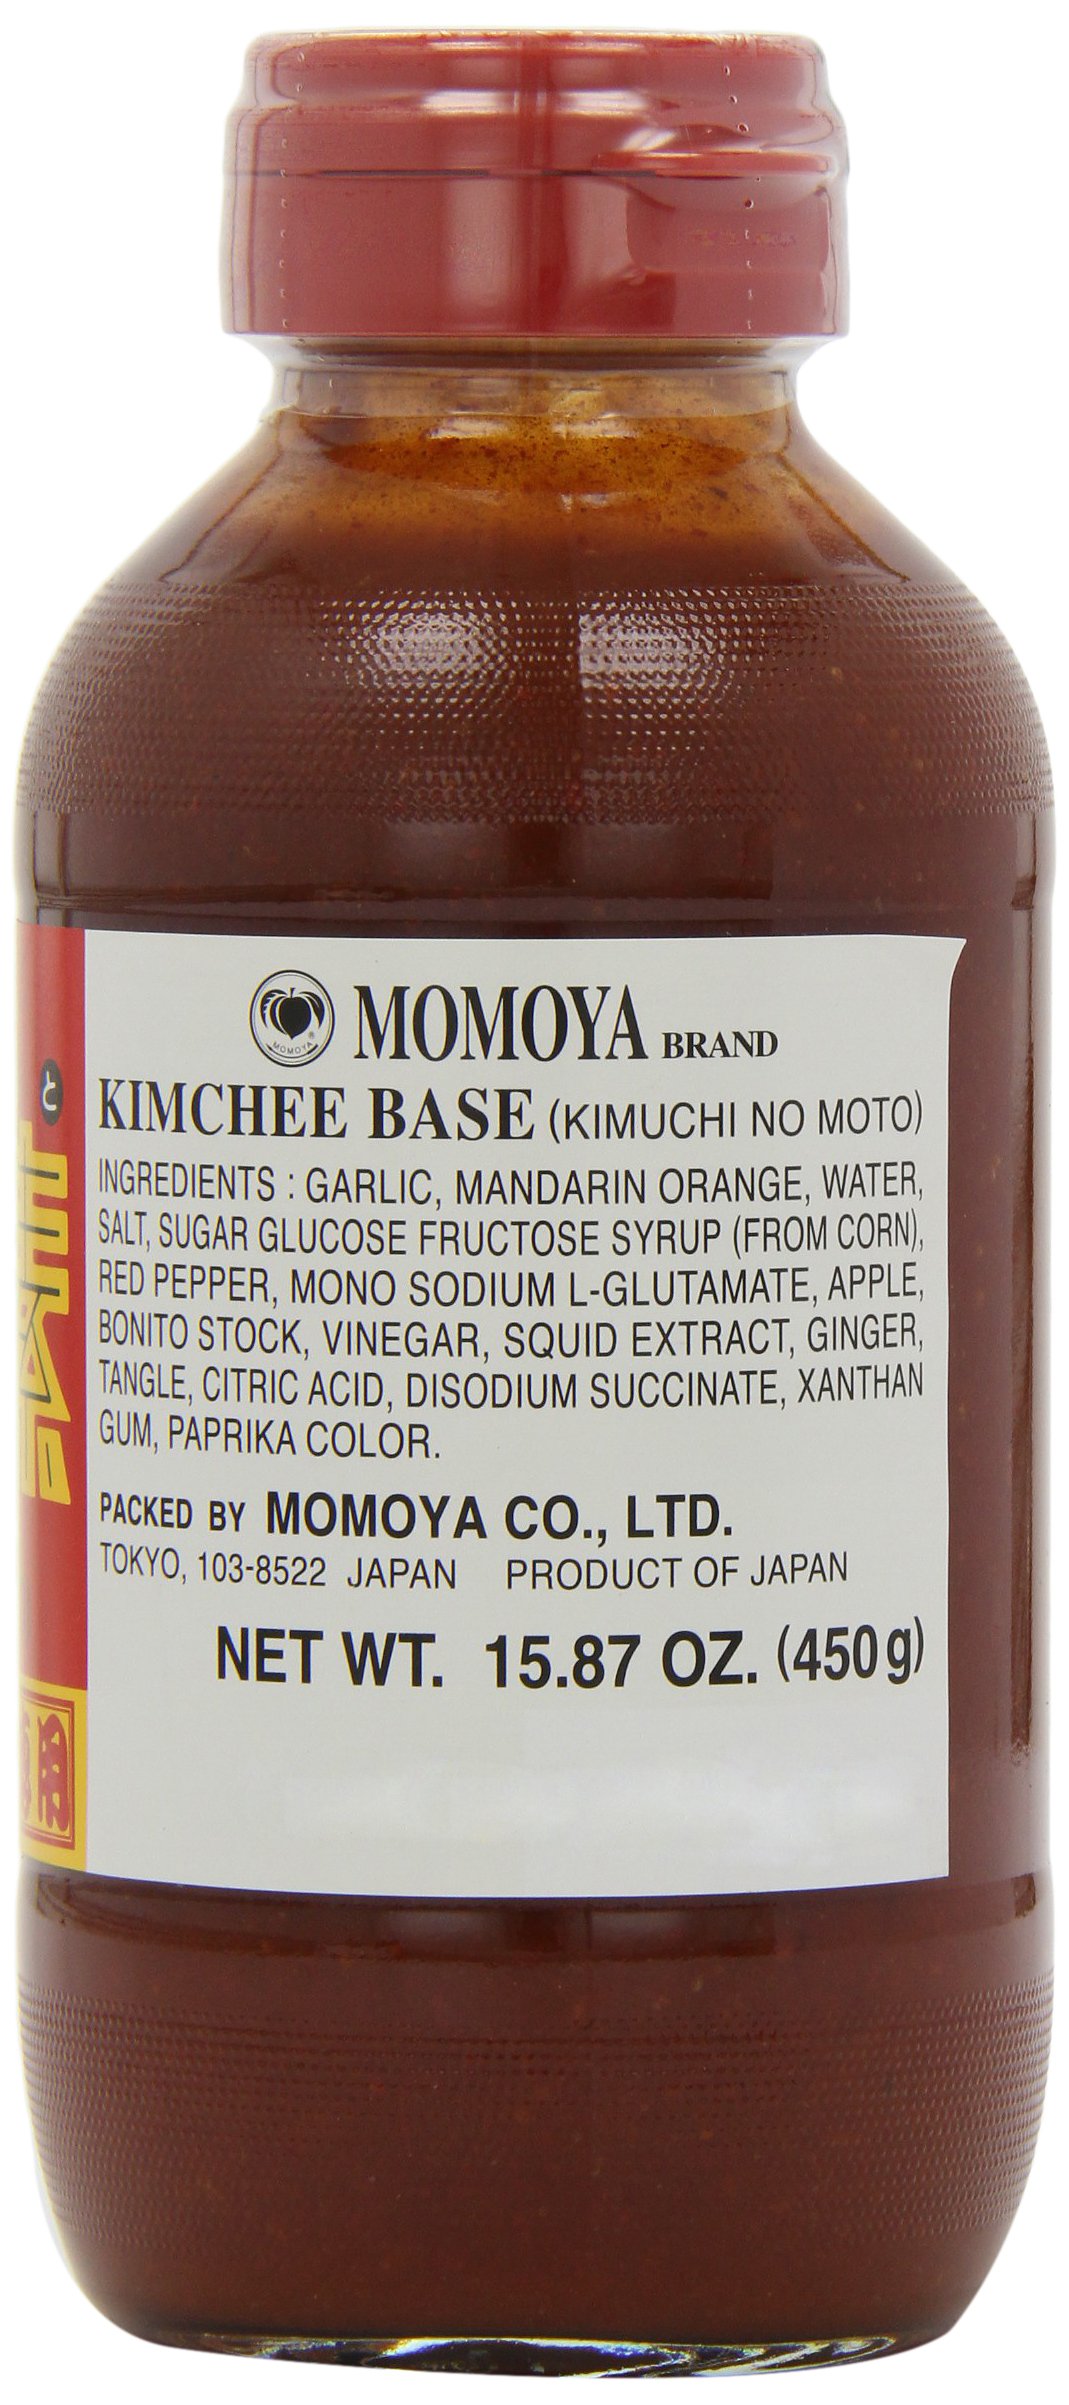 MOMOYA BRAND
KIMCHEE BASE (KIMUCHI NO MOTO)
INGREDIENTS : GARLIC, MANDARIN ORANGE, WATER,
SALT, SUGAR GLUCOSE FRUCTOSE SYRUP (FROM CORN),
RED PEPPER, MONO SODIUM L-GLUTAMATE, APPLE,
BONITO STOCK, VINEGAR, SQUID EXTRACT, GINGER,
TANGLE, CITRIC ACID, DISODIUM SUCCINATE, XANTHAN
GUM, PAPRIKA COLOR.
PACKED BY MOMOYA CO., LTD.
TOKYO, 103-8522 JAPAN PRODUCT OF JAPAN
NET WT. 15.87 OZ. (450 g)
MOMOYA ®
と